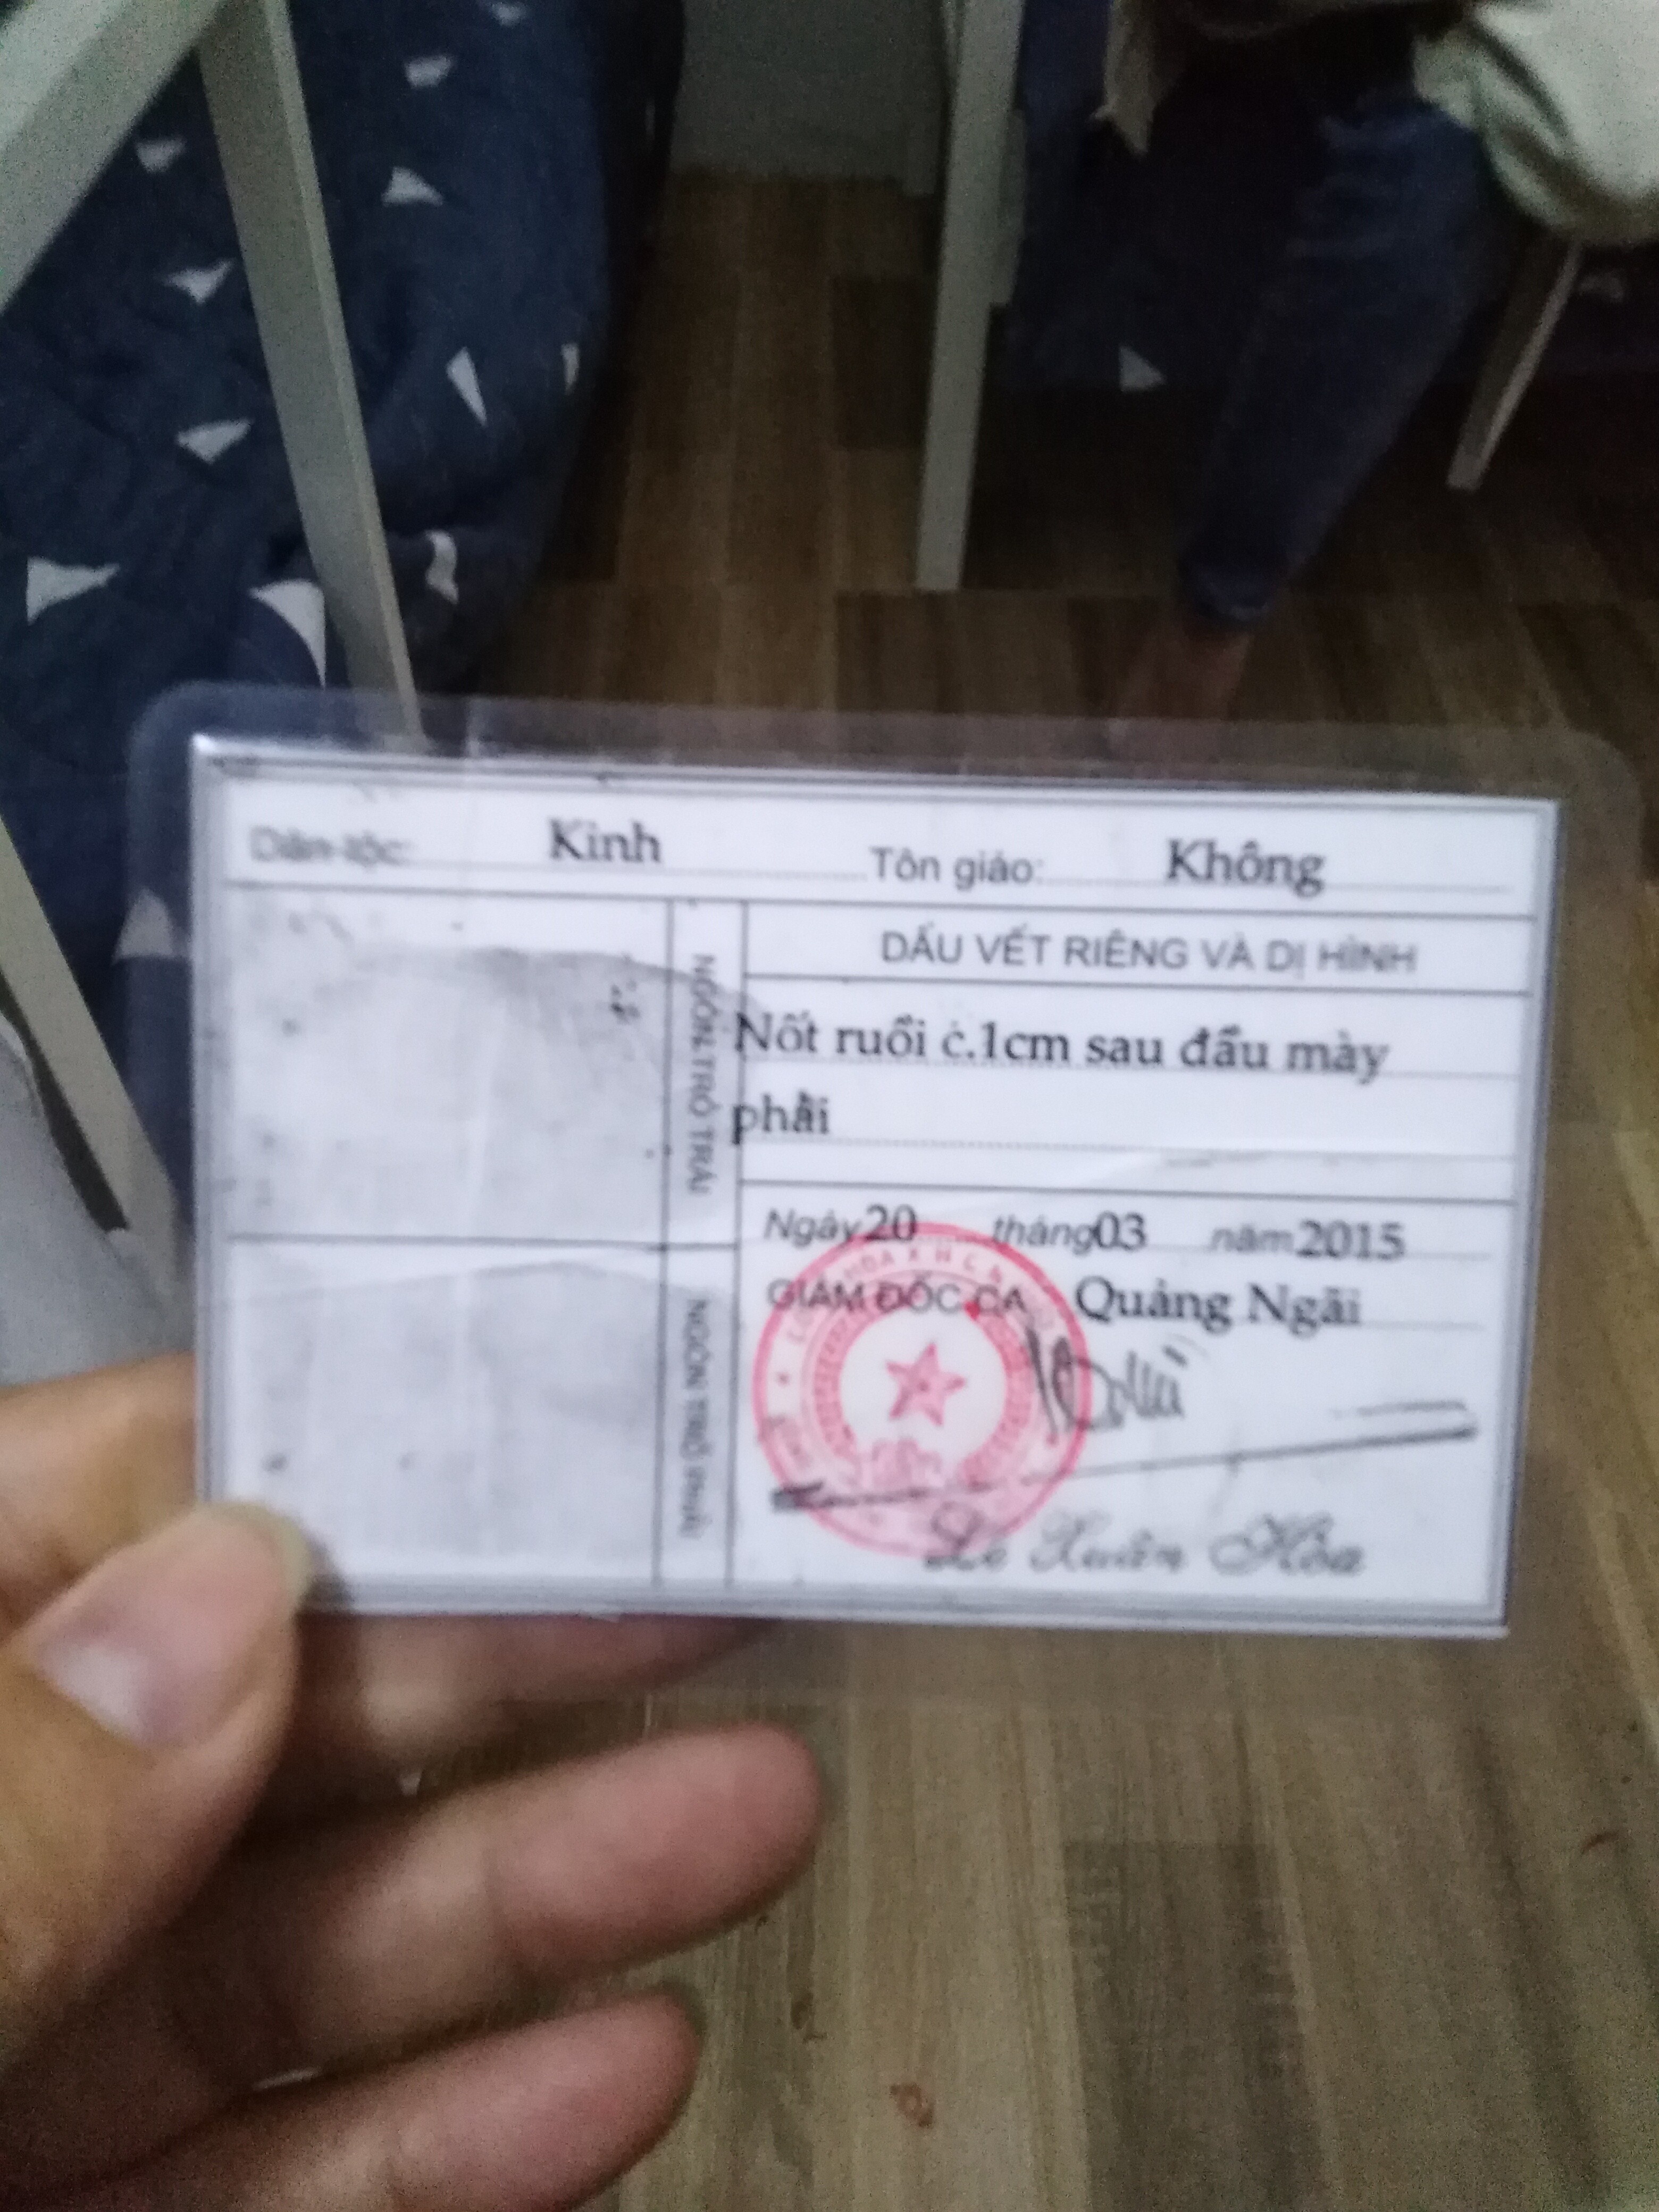 Dân tộc: Kinh Tôn giáo: Không
NGÓN TRỎ TRÁI
DẤU VẾT RIÊNG VÀ DỊ HÌNH
Nốt ruồi c.1cm sau đầu mày
phải
NGÓN TRỎ PHẢI
Ngày 20 tháng 03 năm 2015
GIÁM ĐỐC CA Quảng Ngãi
Lê Xuân Hòa